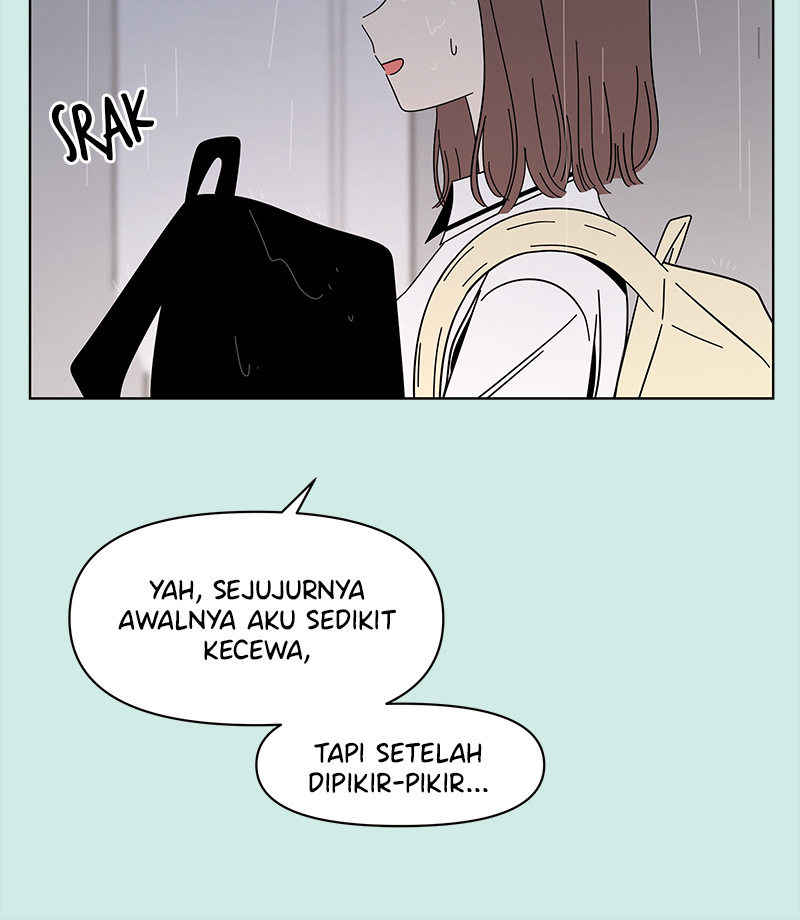 SRAK
YAH, SEJUJURNYA
AWALNYA AKU SEDIKIT
KECEWA,
TAPI SETELAH
DIPIKIR-PIKIR...